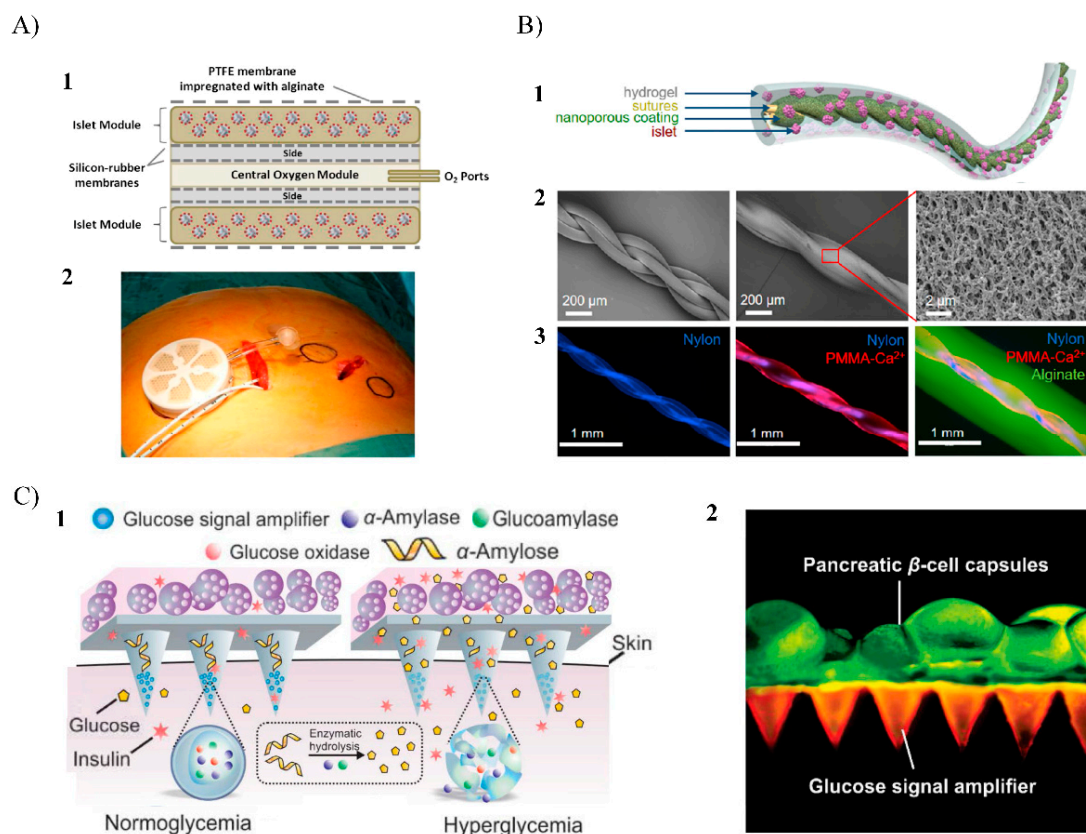 A)
1
PTFE membrane
impregnated with alginate
Islet Module
Side
Silicon-rubber
membranes
Central Oxygen Module
O2 Ports
Side
Islet Module
2
B)
1
hydrogel
sutures
nanoporous coating
islet
2
200 µm
200 µm
2 µm
3
Nylon
1 mm
Nylon
PMMA-Ca²⁺
1 mm
Nylon
PMMA-Ca²⁺
Alginate
1 mm
C)
1
Glucose signal amplifier α-Amylase Glucoamylase
Glucose oxidase α-Amylose
Skin
Glucose
Insulin
Enzymatic
hydrolysis
Normoglycemia
Hyperglycemia
2
Pancreatic β-cell capsules
Glucose signal amplifier